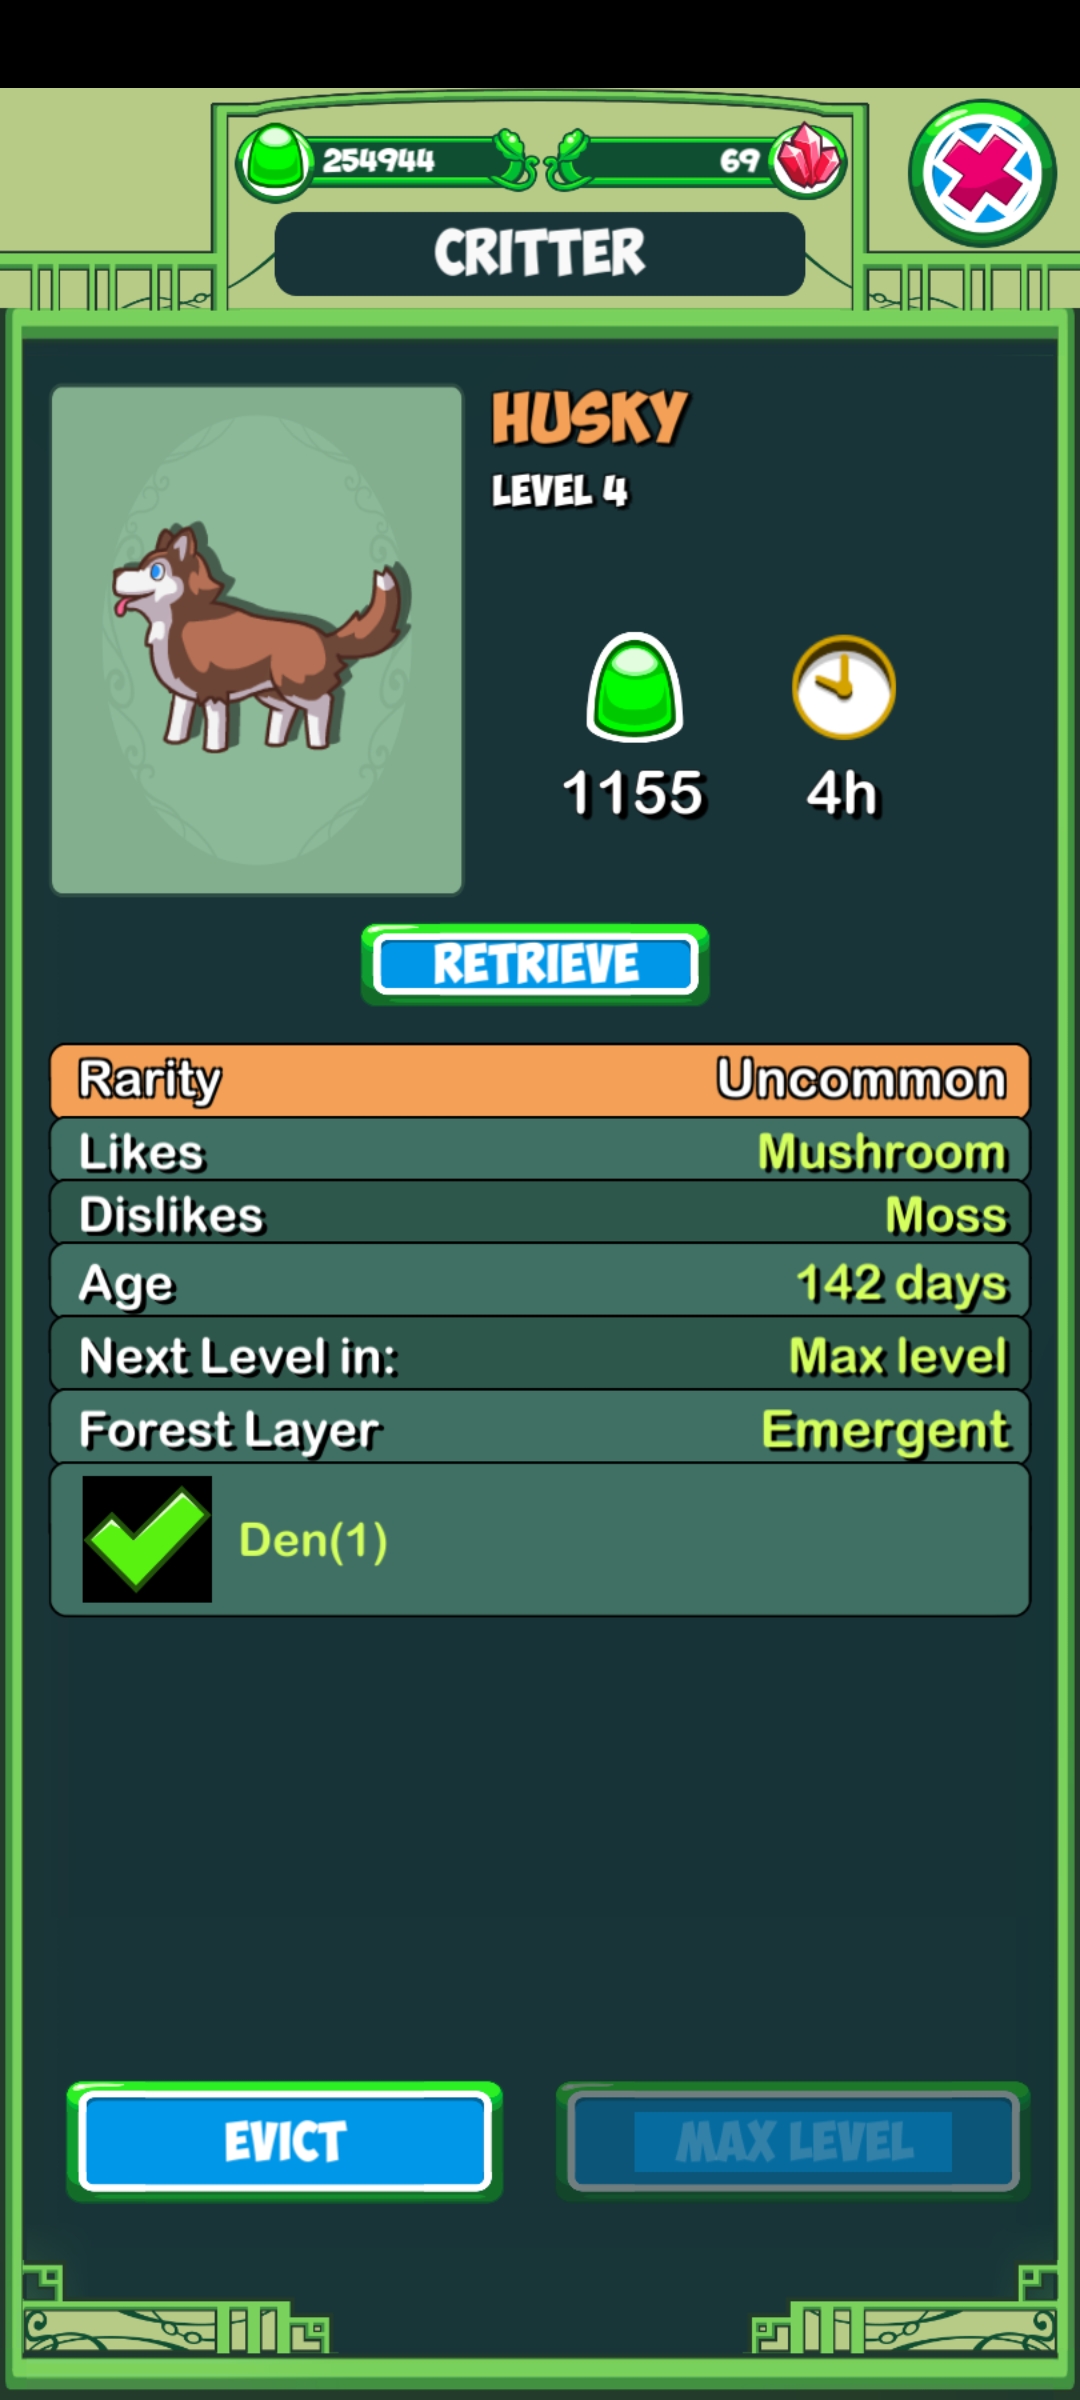 254944 69
CRITTER
HUSKY
LEVEL 4
1155 4h
RETRIEVE
Rarity Uncommon
Likes Mushroom
Dislikes Moss
Age 142 days
Next Level in: Max level
Forest Layer Emergent
Den(1)
EVICT MAX LEVEL